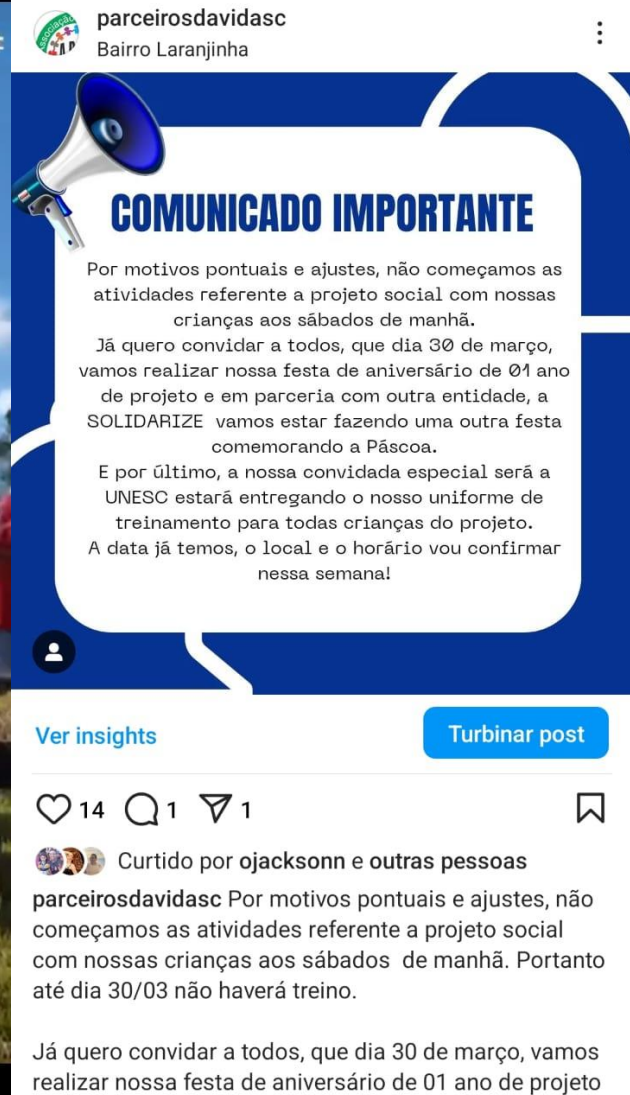 parceirosdavidasc
Bairro Laranjinha
COMUNICADO IMPORTANTE
Por motivos pontuais e ajustes, não começamos as
atividades referente a projeto social com nossas
crianças aos sábados de manhã.
Já quero convidar a todos, que dia 30 de março,
vamos realizar nossa festa de aniversário de 01 ano
de projeto e em parceria com outra entidade, a
SOLIDARIZE vamos estar fazendo uma outra festa
comemorando a Páscoa.
E por último, a nossa convidada especial será a
UNESC estará entregando o nosso uniforme de
treinamento para todas crianças do projeto.
A data já temos, o local e o horário vou confirmar
nessa semana!
Ver insights
Turbinar post
14 1 1
Curtido por ojacksonn e outras pessoas
parceirosdavidasc Por motivos pontuais e ajustes, não
começamos as atividades referente a projeto social
com nossas crianças aos sábados de manhã. Portanto
até dia 30/03 não haverá treino.
Já quero convidar a todos, que dia 30 de março, vamos
realizar nossa festa de aniversário de 01 ano de projeto